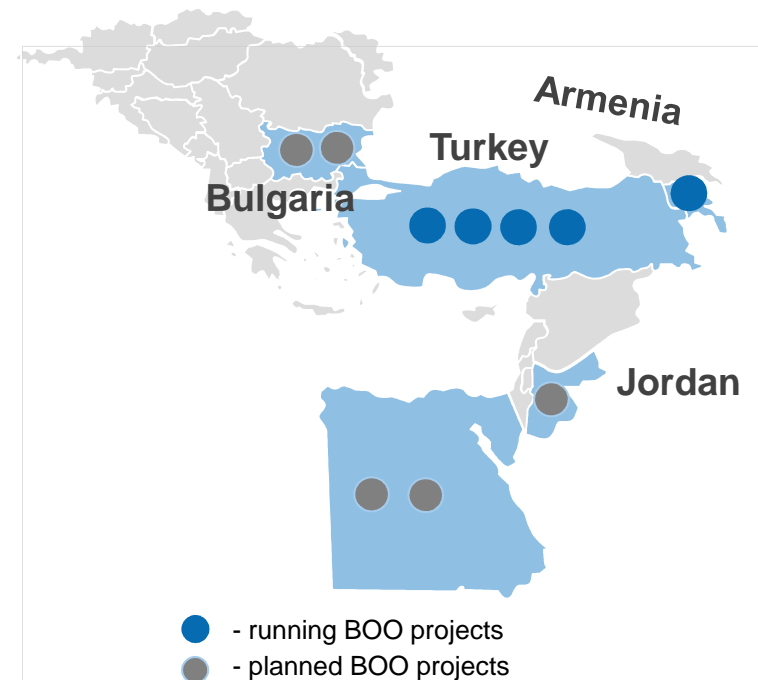 Armenia
Turkey
Bulgaria
Jordan
- running BOO projects
- planned BOO projects